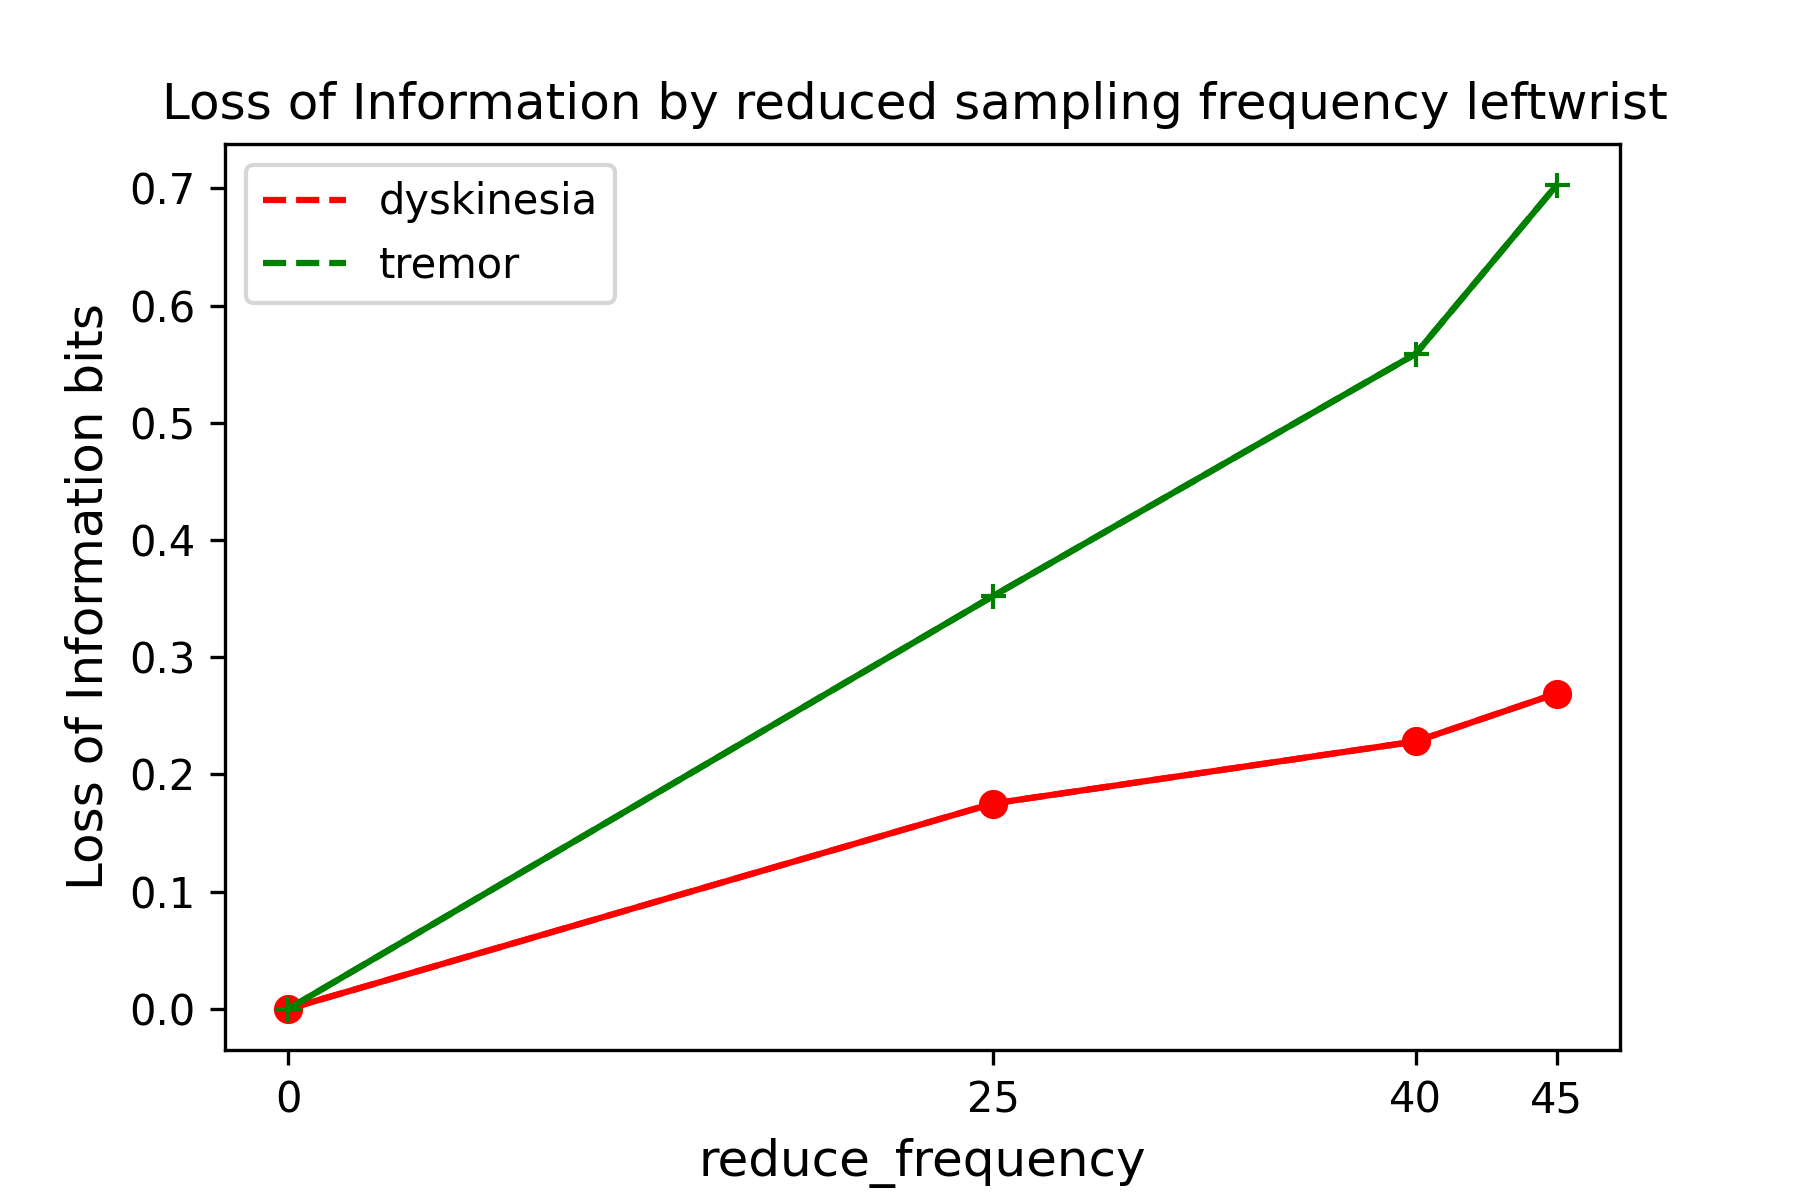 Loss of Information by reduced sampling frequency leftwrist
dyskinesia
tremor
Loss of Information bits
0.7
0.6
0.5
0.4
0.3
0.2
0.1
0.0
0 25 40 45
reduce_frequency